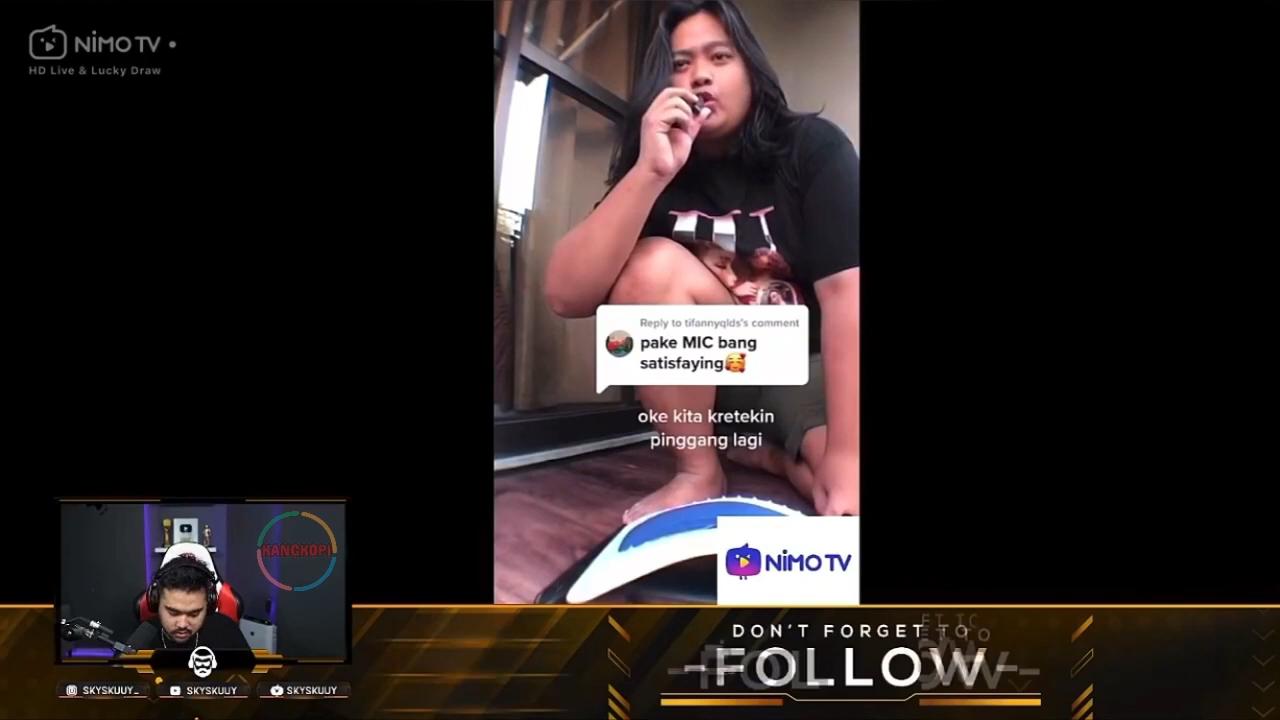 NIMO TV
HD Live & Lucky Draw
Reply to tifannyqlds's comment
pake MIC bang
satisfaying🥰
oke kita kretekin
pinggang lagi
NIMO TV
KANGKOPI
SKYSKUUY_
SKYSKUUY
SKYSKUUY
DON'T FORGET TO
FOLLOW